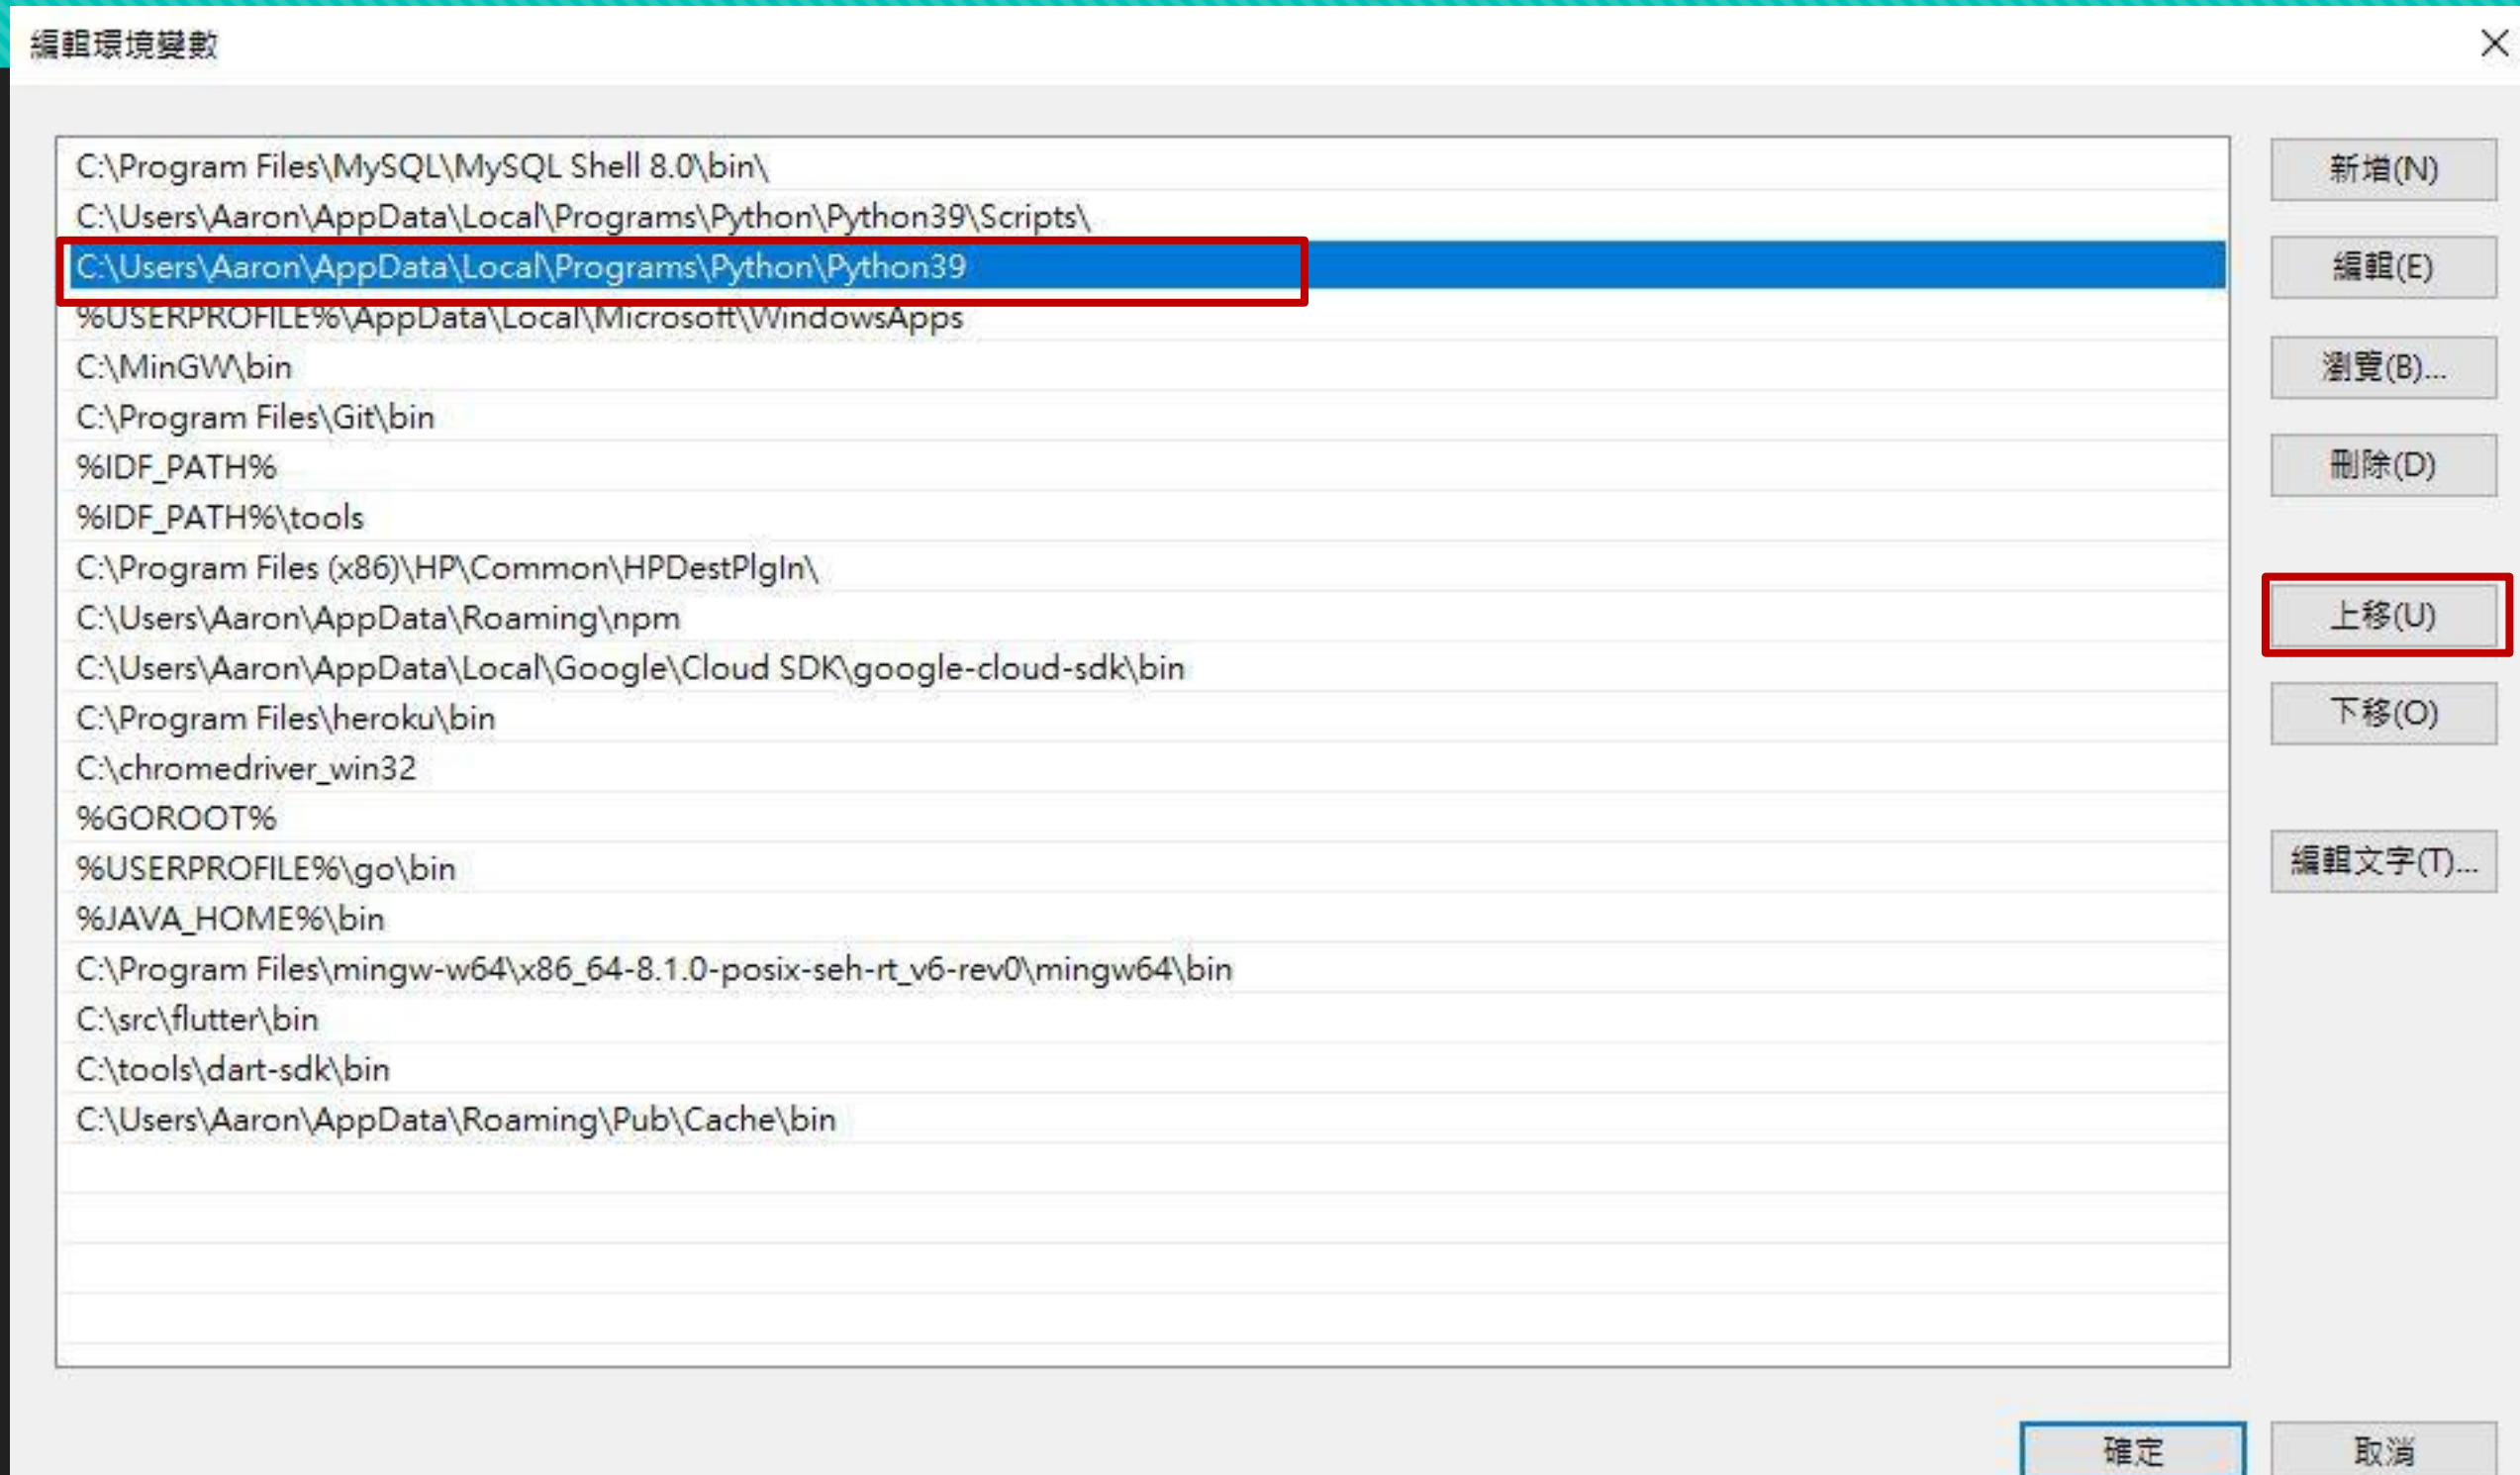 編輯環境變數
C:\Program Files\MySQL\MySQL Shell 8.0\bin\
C:\Users\Aaron\AppData\Local\Programs\Python\Python39\Scripts\
C:\Users\Aaron\AppData\Local\Programs\Python\Python39
%USERPROFILE%\AppData\Local\Microsoft\WindowsApps
C:\MinGW\bin
C:\Program Files\Git\bin
%IDF_PATH%
%IDF_PATH%\tools
C:\Program Files (x86)\HP\Common\HPDestPlgIn\
C:\Users\Aaron\AppData\Roaming\npm
C:\Users\Aaron\AppData\Local\Google\Cloud SDK\google-cloud-sdk\bin
C:\Program Files\heroku\bin
C:\chromedriver_win32
%GOROOT%
%USERPROFILE%\go\bin
%JAVA_HOME%\bin
C:\Program Files\mingw-w64\x86_64-8.1.0-posix-seh-rt_v6-rev0\mingw64\bin
C:\src\flutter\bin
C:\tools\dart-sdk\bin
C:\Users\Aaron\AppData\Roaming\Pub\Cache\bin
新增(N)
編輯(E)
瀏覽(B)...
刪除(D)
上移(U)
下移(O)
編輯文字(T)...
確定
取消